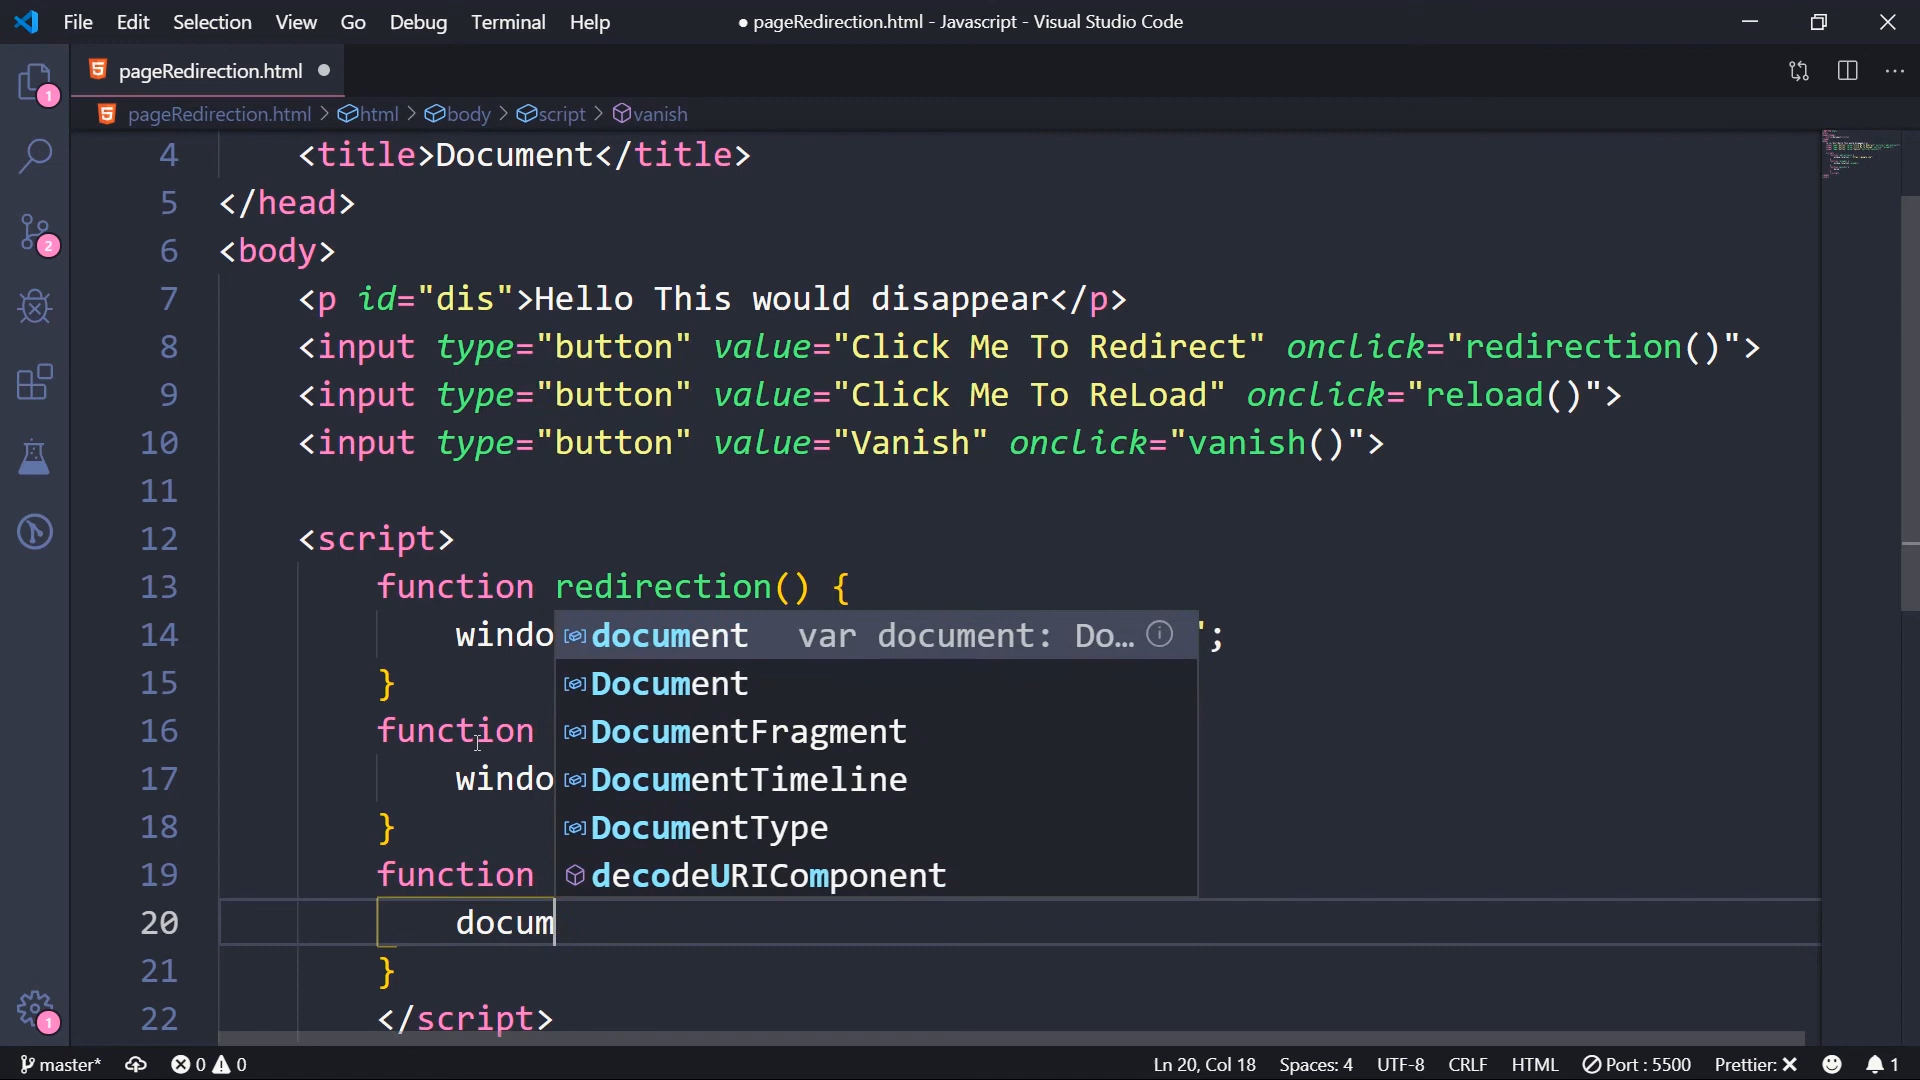 File Edit Selection View Go Debug Terminal Help ● pageRedirection.html - Javascript - Visual Studio Code
pageRedirection.html ●
pageRedirection.html > html > body > script > vanish
4 <title>Document</title>
5 </head>
6 <body>
7 <p id="dis">Hello This would disappear</p>
8 <input type="button" value="Click Me To Redirect" onclick="redirection()">
9 <input type="button" value="Click Me To ReLoad" onclick="reload()">
10 <input type="button" value="Vanish" onclick="vanish()">
11
12 <script>
13 function redirection() {
14 windo ';
document var document: Do...
15 }
Document
16 function
DocumentFragment
17 windo
DocumentTimeline
18 }
DocumentType
19 function
decodeURIComponent
20 docum
21 }
22 </script>
1
2
1
master* 0 0 Ln 20, Col 18 Spaces: 4 UTF-8 CRLF HTML Port : 5500 Prettier: X 1